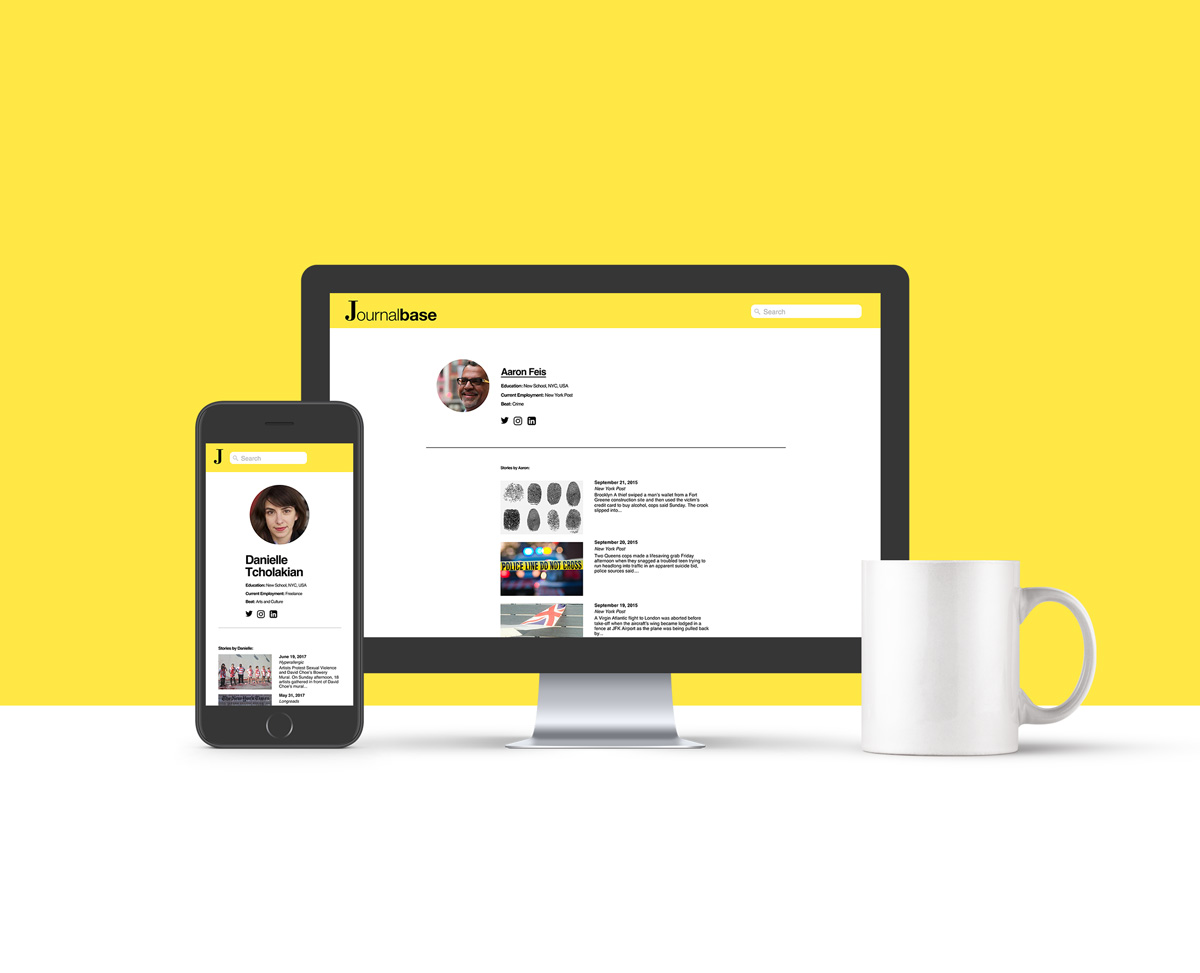 Journalbase
Search
Aaron Feis
Education: New School, NYC, USA
Current Employment: New York Post
Beat: Crime
Stories by Aaron:
September 21, 2015
New York Post
Brooklyn A thief swiped a man's wallet from a Fort
Greene construction site and then used the victim's
credit card to buy alcohol, cops said Sunday. The crook
slipped into...
September 20, 2015
New York Post
Two Queens cops made a lifesaving grab Friday
afternoon when they snagged a troubled teen trying to
run headlong into traffic in an apparent suicide bid,
police sources said....
POLICE LINE DO NOT CROSS
September 19, 2015
New York Post
A Virgin Atlantic flight to London was aborted before
take-off when the aircraft's wing became lodged in a
fence at JFK Airport as the plane was being pulled back
by...
J
Search
Danielle
Tcholakian
Education: New School, NYC, USA
Current Employment: Freelance
Beat: Arts and Culture
Stories by Danielle:
June 19, 2017
Hyperallergic
Artists Protest Sexual Violence
and David Choe's Bowery
Mural. On Sunday afternoon, 18
artists gathered in front of David
Choe's mural...
May 31, 2017
Longreads